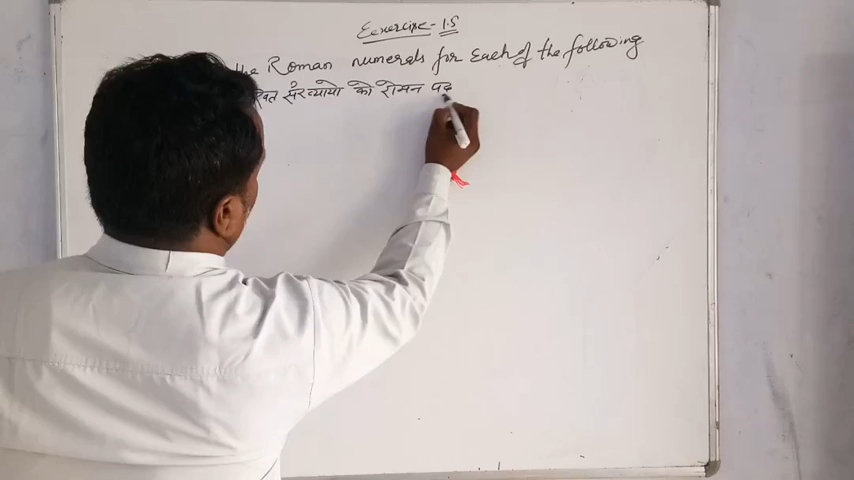 Exercise-1.5
the Roman numerals for Each of the following
संख्यायो को रोमन पद